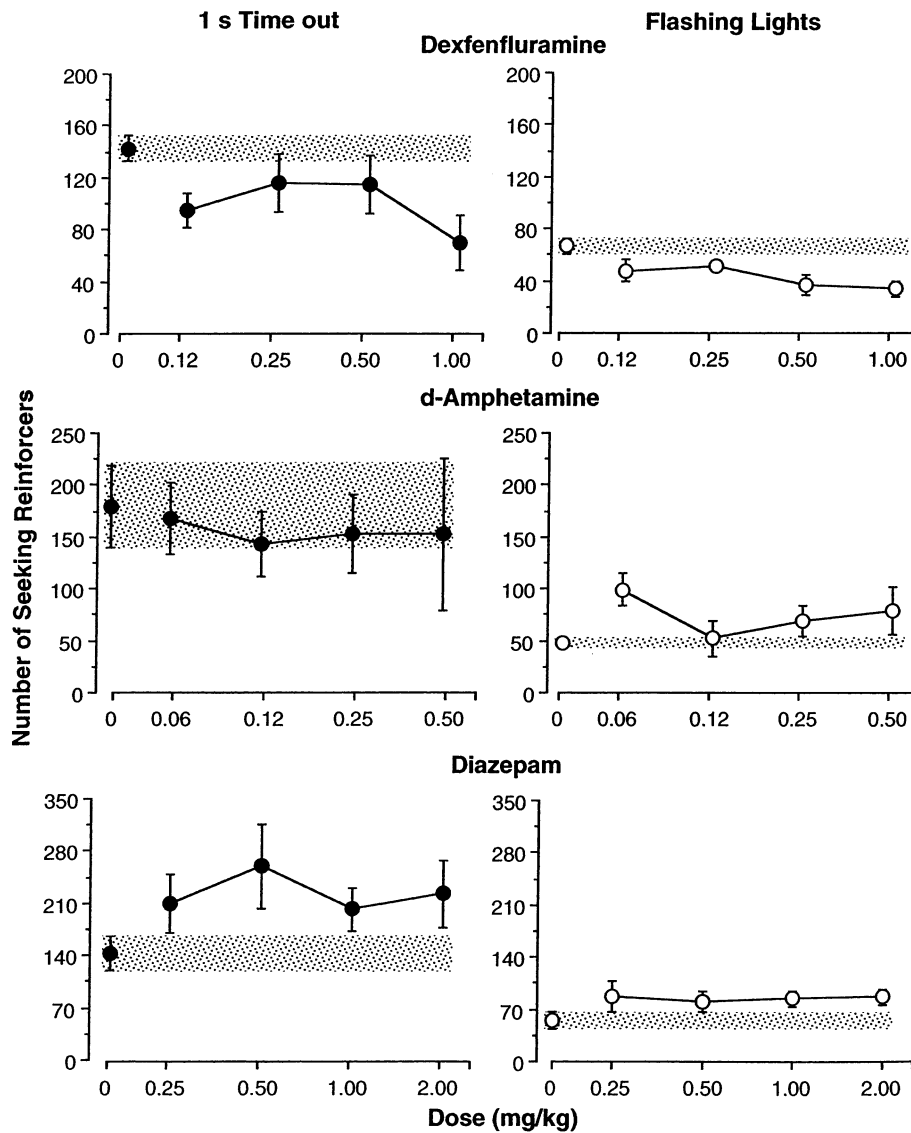 1 s Time out
Flashing Lights
Dexfenfluramine
200 200
160 160
120 120
80 80
40 40
0 0
0 0.12 0.25 0.50 1.00 0 0.12 0.25 0.50 1.00
d-Amphetamine
Number of Seeking Reinforcers
250 250
200 200
150 150
100 100
50 50
0 0
0 0.06 0.12 0.25 0.50 0 0.06 0.12 0.25 0.50
Diazepam
350 350
280 280
210 210
140 140
70 70
0 0
0 0.25 0.50 1.00 2.00 0 0.25 0.50 1.00 2.00
Dose (mg/kg)